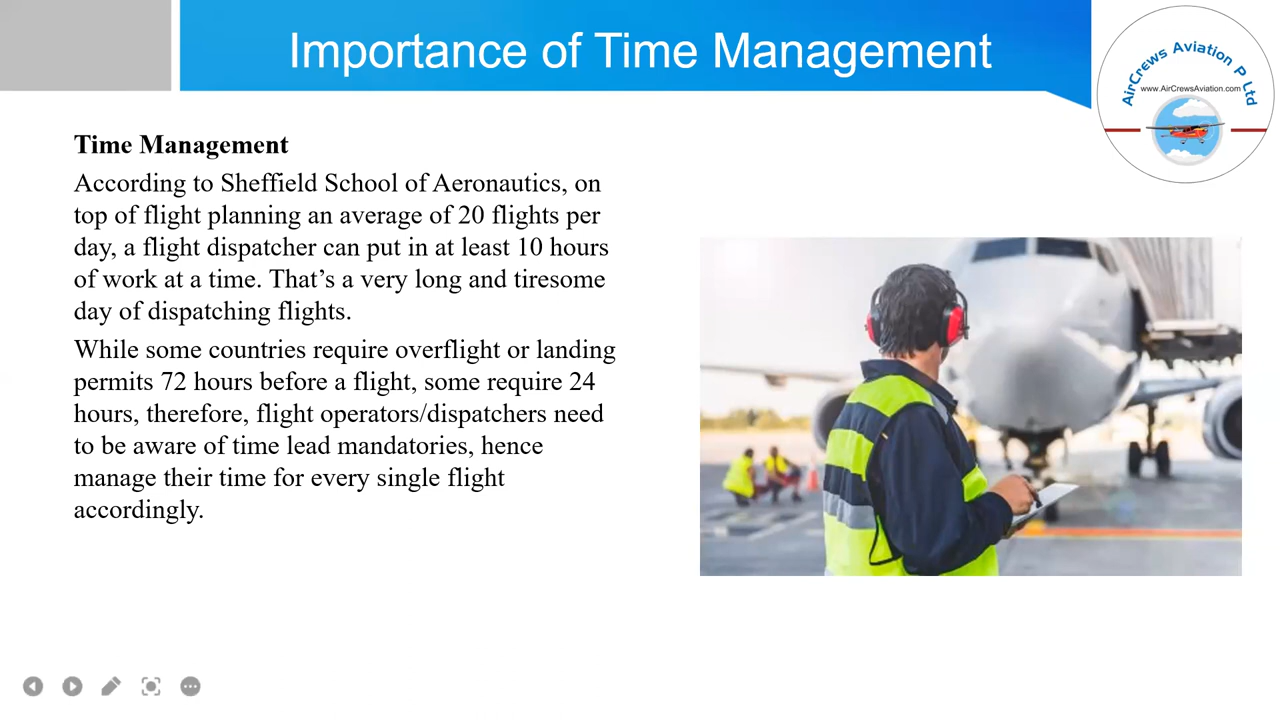 Importance of Time Management
AirCrews Aviation P Ltd
www.AirCrewsAviation.com
Time Management
According to Sheffield School of Aeronautics, on
top of flight planning an average of 20 flights per
day, a flight dispatcher can put in at least 10 hours
of work at a time. That’s a very long and tiresome
day of dispatching flights.
While some countries require overflight or landing
permits 72 hours before a flight, some require 24
hours, therefore, flight operators/dispatchers need
to be aware of time lead mandatories, hence
manage their time for every single flight
accordingly.